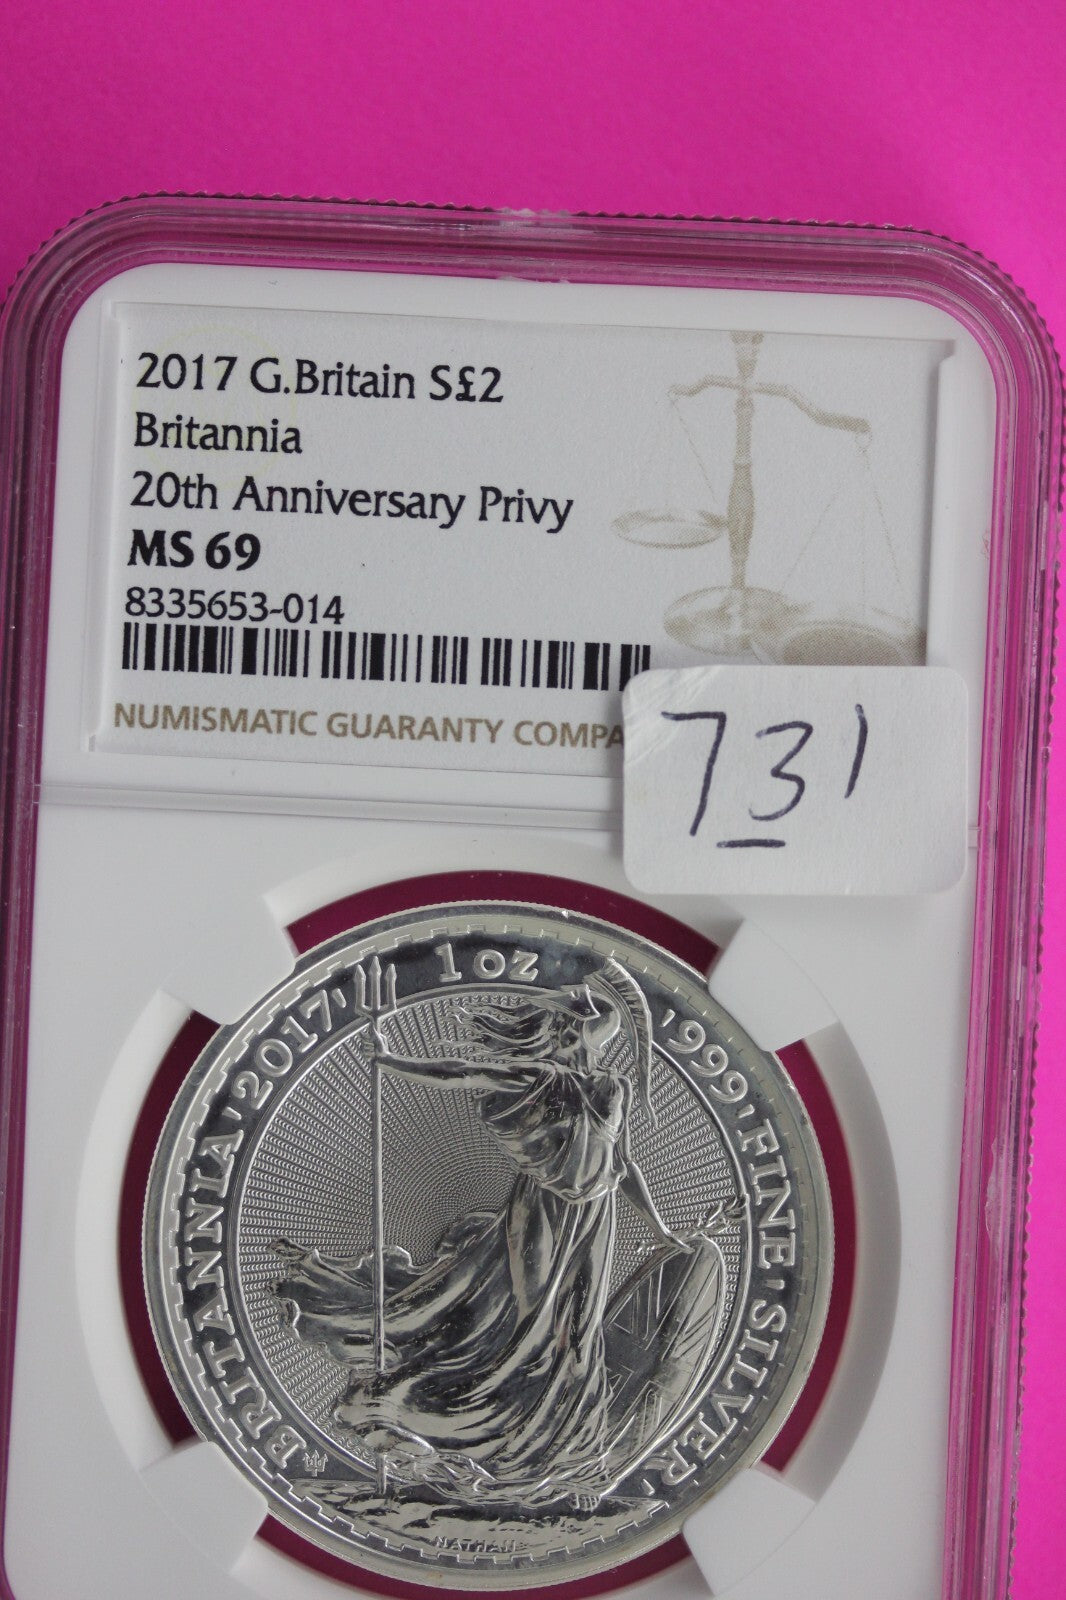 2017 G.Britain S£2
Britannia
20th Anniversary Privy
MS 69
8335653-014
NUMISMATIC GUARANTY COMPA
731
BRITANNIA 2017 1 OZ 999 FINE SILVER
NATHAN